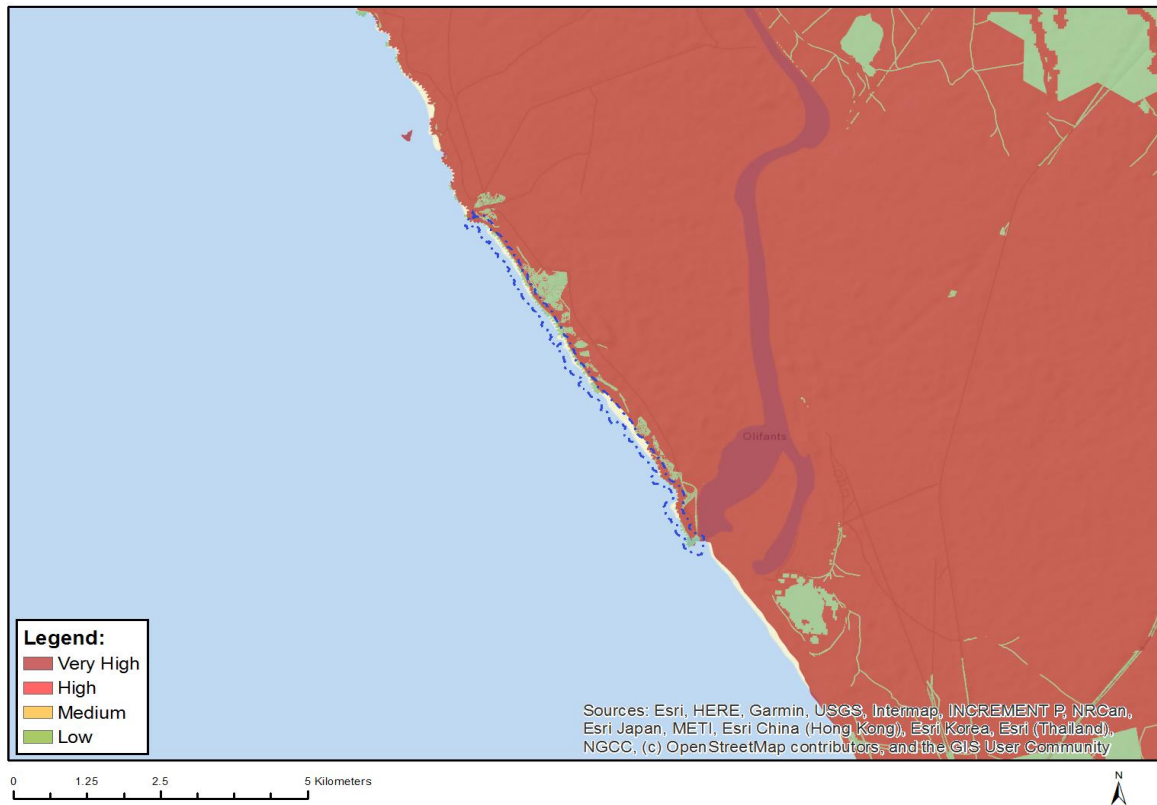 Olifants
Legend:
Very High
High
Medium
Low
Sources: Esri, HERE, Garmin, USGS, Intermap, INCREMENT P, NRCan,
Esri Japan, METI, Esri China (Hong Kong), Esri Korea, Esri (Thailand),
NGCC, (c) OpenStreetMap contributors, and the GIS User Community
0 1.25 2.5 5 Kilometers
N